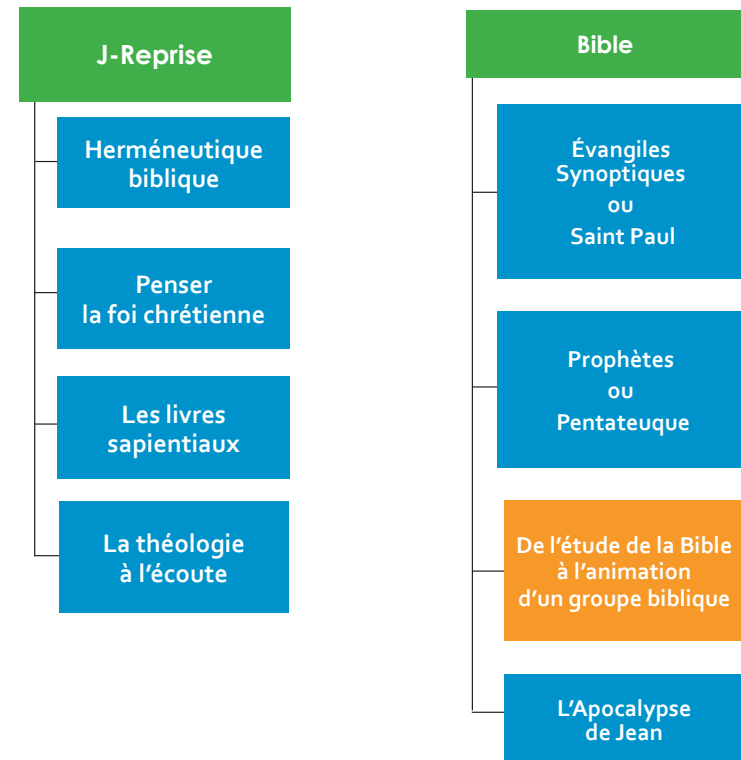 J-Reprise
Herméneutique
biblique
Penser
la foi chrétienne
Les livres
sapientiaux
La théologie
à l'écoute
Bible
Évangiles
Synoptiques
ou
Saint Paul
Prophètes
ou
Pentateuque
De l'étude de la Bible
à l'animation
d'un groupe biblique
L'Apocalypse
de Jean